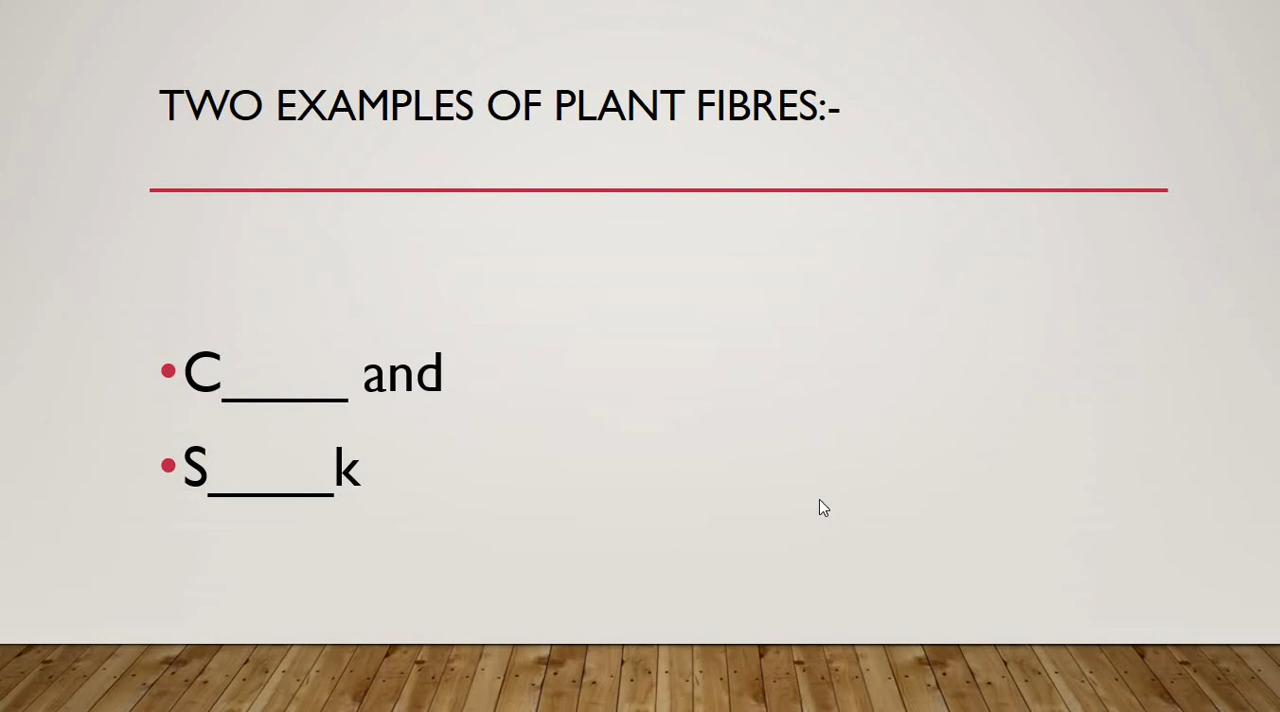 TWO EXAMPLES OF PLANT FIBRES:-
•C_____ and
•S_____k